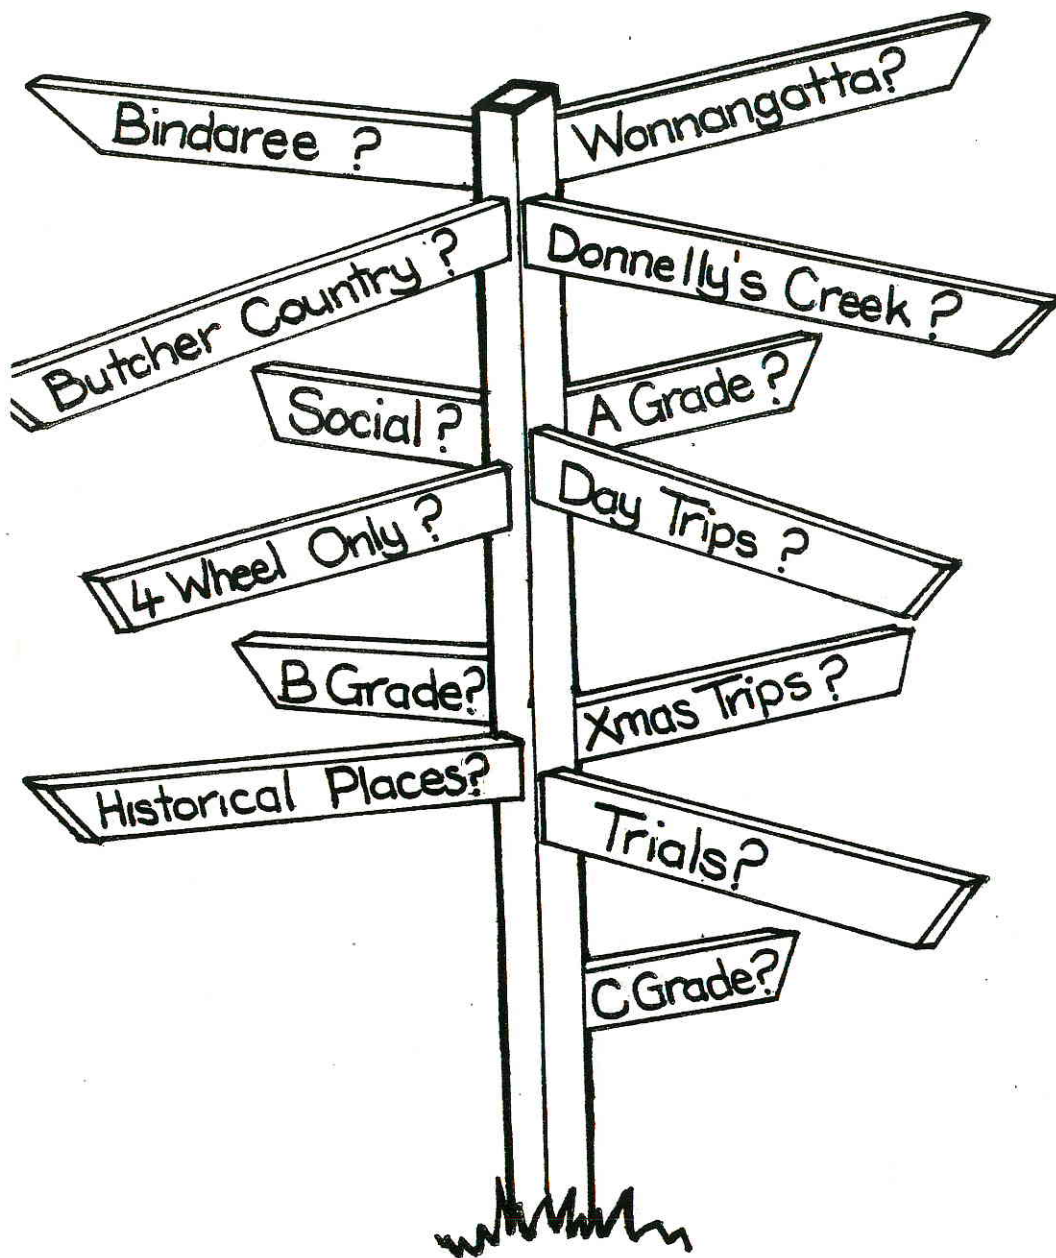 Bindaree ?
Wonnangatta?
Butcher Country ?
Donnelly's Creek ?
Social ?
A Grade ?
4 Wheel Only ?
Day Trips ?
B Grade?
Xmas Trips ?
Historical Places?
Trials?
C Grade?